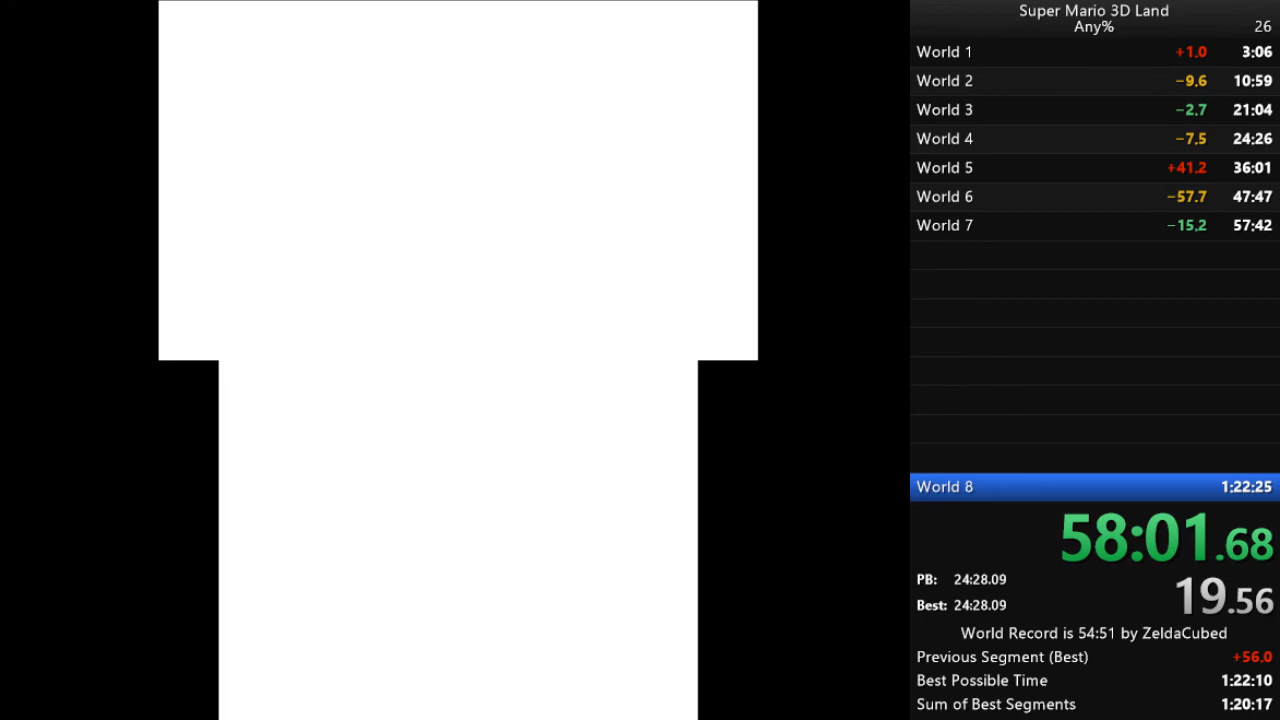 Super Mario 3D Land
Any% 26
World 1 +1.0 3:06
World 2 −9.6 10:59
World 3 −2.7 21:04
World 4 −7.5 24:26
World 5 +41.2 36:01
World 6 −57.7 47:47
World 7 −15.2 57:42
World 8 1:22:25
58:01.68
PB: 24:28.09
19.56
Best: 24:28.09
World Record is 54:51 by ZeldaCubed
Previous Segment (Best) +56.0
Best Possible Time 1:22:10
Sum of Best Segments 1:20:17